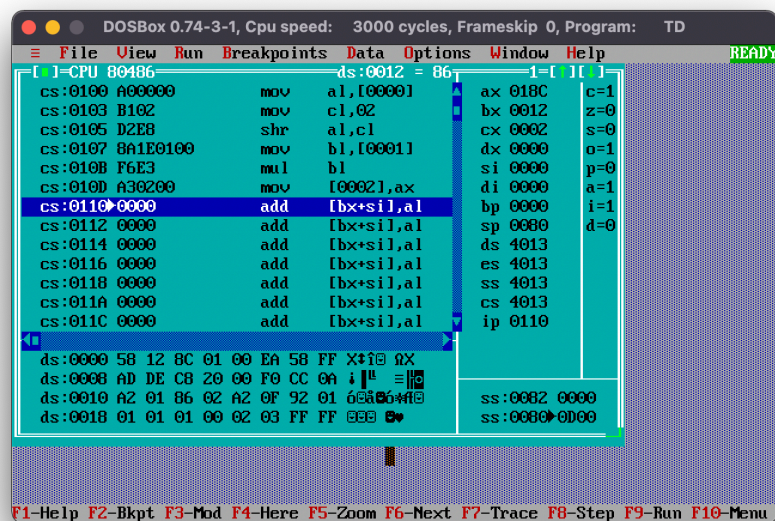 DOSBox 0.74-3-1, Cpu speed: 3000 cycles, Frameskip 0, Program: TD
≡ File View Run Breakpoints Data Options Window Help READY
[■]=CPU 80486 ds:0012 = 86 1=[↑][↓]
cs:0100 A00000 mov al,[0000] ax 018C c=1
cs:0103 B102 mov cl,02 bx 0012 z=0
cs:0105 D2E8 shr al,cl cx 0002 s=0
cs:0107 8A1E0100 mov bl,[0001] dx 0000 o=1
cs:010B F6E3 mul bl si 0000 p=0
cs:010D A30200 mov [0002],ax di 0000 a=1
cs:0110►0000 add [bx+si],al bp 0000 i=1
cs:0112 0000 add [bx+si],al sp 0080 d=0
cs:0114 0000 add [bx+si],al ds 4013
cs:0116 0000 add [bx+si],al es 4013
cs:0118 0000 add [bx+si],al ss 4013
cs:011A 0000 add [bx+si],al cs 4013
cs:011C 0000 add [bx+si],al ip 0110
ds:0000 58 12 8C 01 00 EA 58 FF X↕î☺ ΩX
ds:0008 AD DE C8 20 00 F0 CC 0A
ds:0010 A2 01 86 02 A2 0F 92 01 ó☺å☻ó☼Æ☺ ss:0082 0000
ds:0018 01 01 01 00 02 03 FF FF ☺☺☺ ☻♥ ss:0080►0D00
F1-Help F2-Bkpt F3-Mod F4-Here F5-Zoom F6-Next F7-Trace F8-Step F9-Run F10-Menu